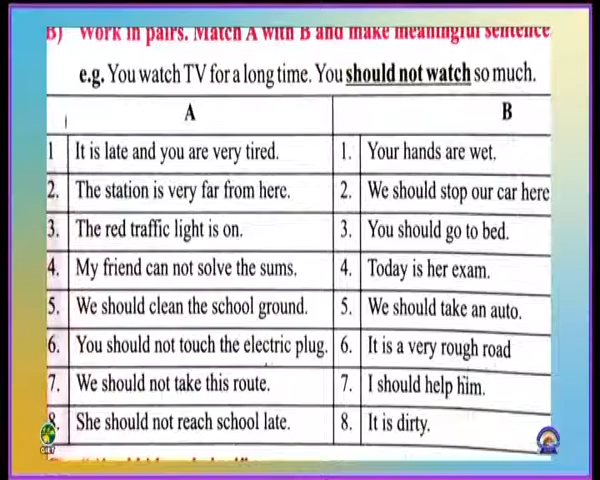 B) Work in pairs. Match A with B and make meaningful sentence
e.g. You watch TV for a long time. You should not watch so much.
A B
1 It is late and you are very tired. 1. Your hands are wet.
2. The station is very far from here. 2. We should stop our car here
3. The red traffic light is on. 3. You should go to bed.
4. My friend can not solve the sums. 4. Today is her exam.
5. We should clean the school ground. 5. We should take an auto.
6. You should not touch the electric plug. 6. It is a very rough road
7. We should not take this route. 7. I should help him.
8. She should not reach school late. 8. It is dirty.